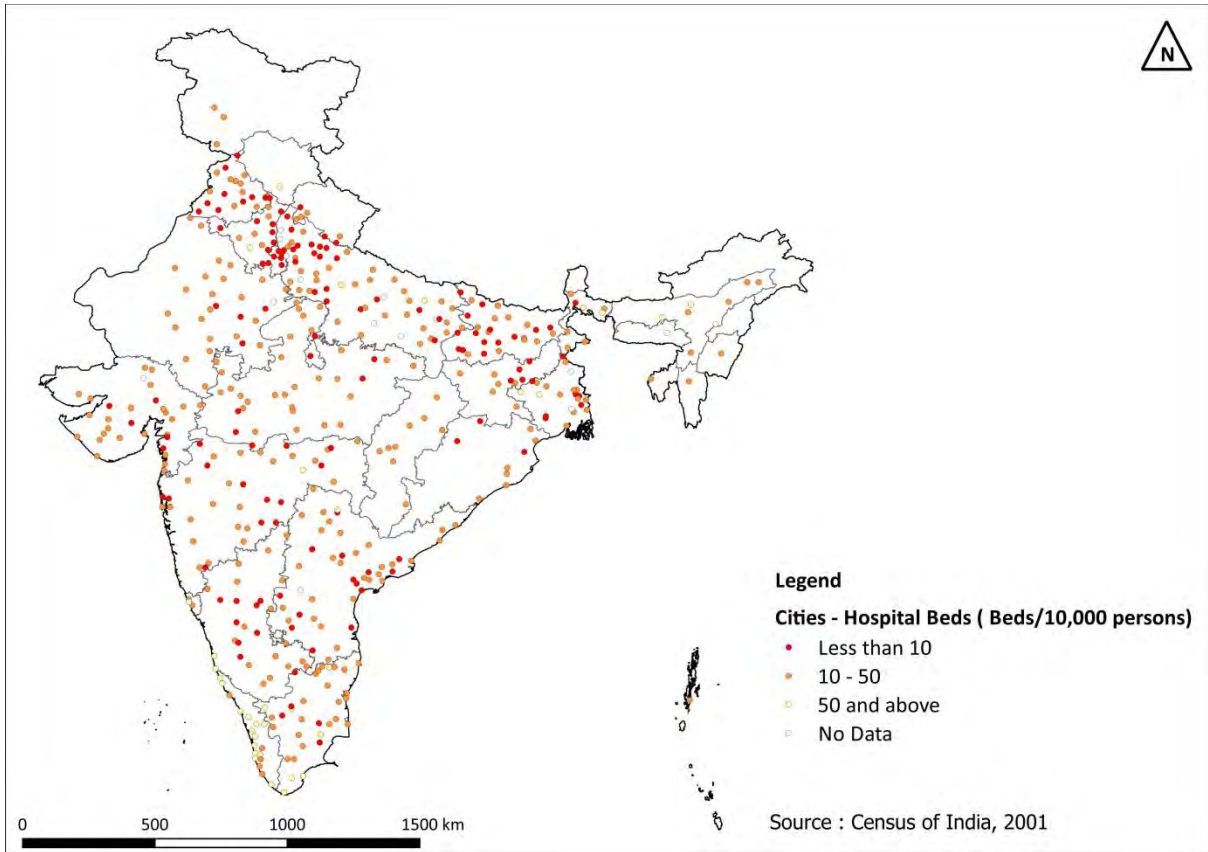 N
Legend
Cities - Hospital Beds ( Beds/10,000 persons)
Less than 10
10 - 50
50 and above
No Data
0 500 1000 1500 km
Source : Census of India, 2001